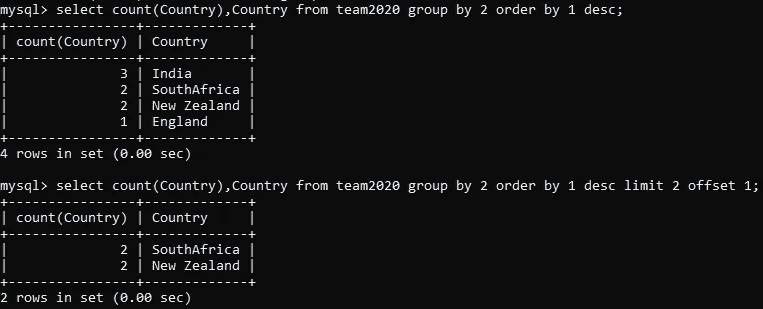 mysql> select count(Country),Country from team2020 group by 2 order by 1 desc;
+----------------+-------------+
| count(Country) | Country     |
+----------------+-------------+
|              3 | India       |
|              2 | SouthAfrica |
|              2 | New Zealand |
|              1 | England     |
+----------------+-------------+
4 rows in set (0.00 sec)

mysql> select count(Country),Country from team2020 group by 2 order by 1 desc limit 2 offset 1;
+----------------+-------------+
| count(Country) | Country     |
+----------------+-------------+
|              2 | SouthAfrica |
|              2 | New Zealand |
+----------------+-------------+
2 rows in set (0.00 sec)